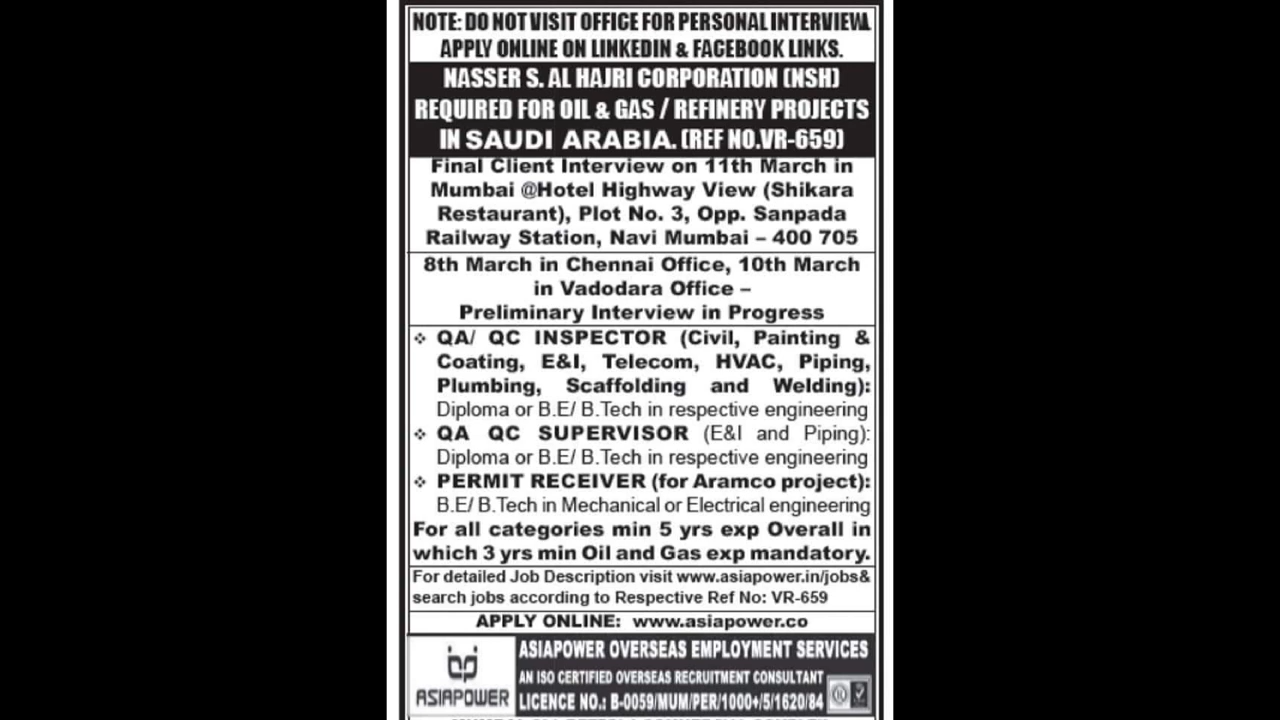 NOTE: DO NOT VISIT OFFICE FOR PERSONAL INTERVIEW.
APPLY ONLINE ON LINKEDIN & FACEBOOK LINKS.
NASSER S. AL HAJRI CORPORATION (NSH)
REQUIRED FOR OIL & GAS / REFINERY PROJECTS
IN SAUDI ARABIA. (REF NO.VR-659)
Final Client Interview on 11th March in
Mumbai @Hotel Highway View (Shikara
Restaurant), Plot No. 3, Opp. Sanpada
Railway Station, Navi Mumbai – 400 705
8th March in Chennai Office, 10th March
in Vadodara Office –
Preliminary Interview in Progress
❖ QA/ QC INSPECTOR (Civil, Painting &
Coating, E&I, Telecom, HVAC, Piping,
Plumbing, Scaffolding and Welding):
Diploma or B.E/ B.Tech in respective engineering
❖ QA QC SUPERVISOR (E&I and Piping):
Diploma or B.E/ B.Tech in respective engineering
❖ PERMIT RECEIVER (for Aramco project):
B.E/ B.Tech in Mechanical or Electrical engineering
For all categories min 5 yrs exp Overall in
which 3 yrs min Oil and Gas exp mandatory.
For detailed Job Description visit www.asiapower.in/jobs&
search jobs according to Respective Ref No: VR-659
APPLY ONLINE: www.asiapower.co
ASIAPOWER
ASIAPOWER OVERSEAS EMPLOYMENT SERVICES
AN ISO CERTIFIED OVERSEAS RECRUITMENT CONSULTANT
LICENCE NO.: B-0059/MUM/PER/1000+/5/1620/84